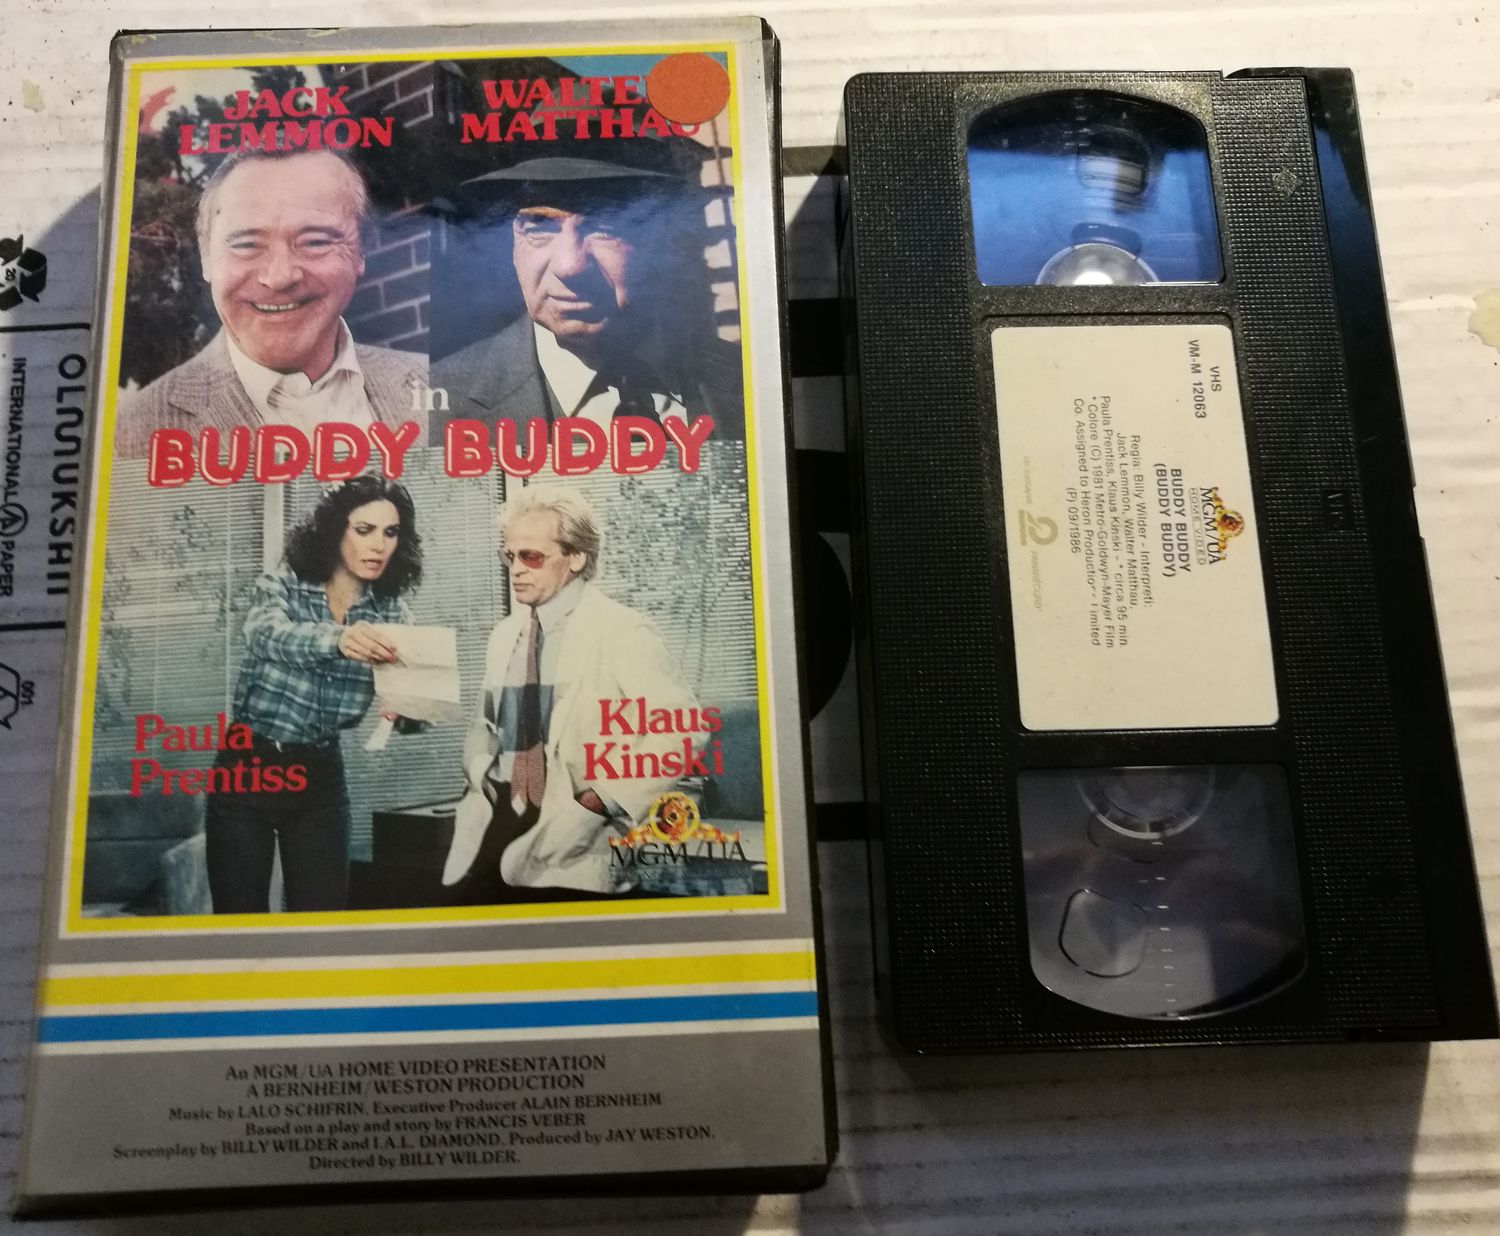 JACK
LEMMON
WALTE
MATTHAU
in
BUDDY BUDDY
Paula
Prentiss
Klaus
Kinski
MGM/UA
An MGM/UA HOME VIDEO PRESENTATION
A BERNHEIM/WESTON PRODUCTION
Music by LALO SCHIFRIN. Executive Producer ALAIN BERNHEIM
Based on a play and story by FRANCIS VEBER
Screenplay by BILLY WILDER and I.A.L. DIAMOND. Produced by JAY WESTON.
Directed by BILLY WILDER.
VHS
VM-M 12063
MGM/UA
HOME VIDEO
BUDDY BUDDY
(BUDDY BUDDY)
Regia: Billy Wilder - Interpreti:
Jack Lemmon, Walter Matthau,
Paula Prentiss, Klaus Kinski - * circa 95 min.
* Colore (C) 1981 Metro-Goldwyn-Mayer Film
Co. Assigned to Heron Productions Limited
(P) 09/1986
20
OLMUKSHII
INTERNATIONAL PAPER
001